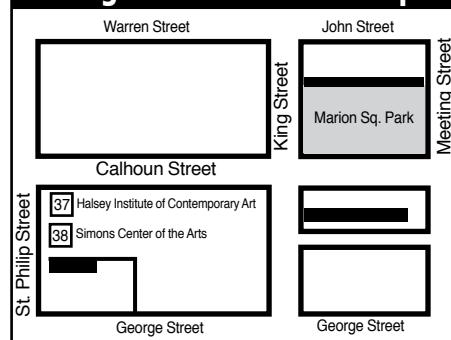 Warren Street
John Street
King Street
Meeting Street
Marion Sq. Park
Calhoun Street
St. Philip Street
37 Halsey Institute of Contemporary Art
38 Simons Center of the Arts
George Street
George Street